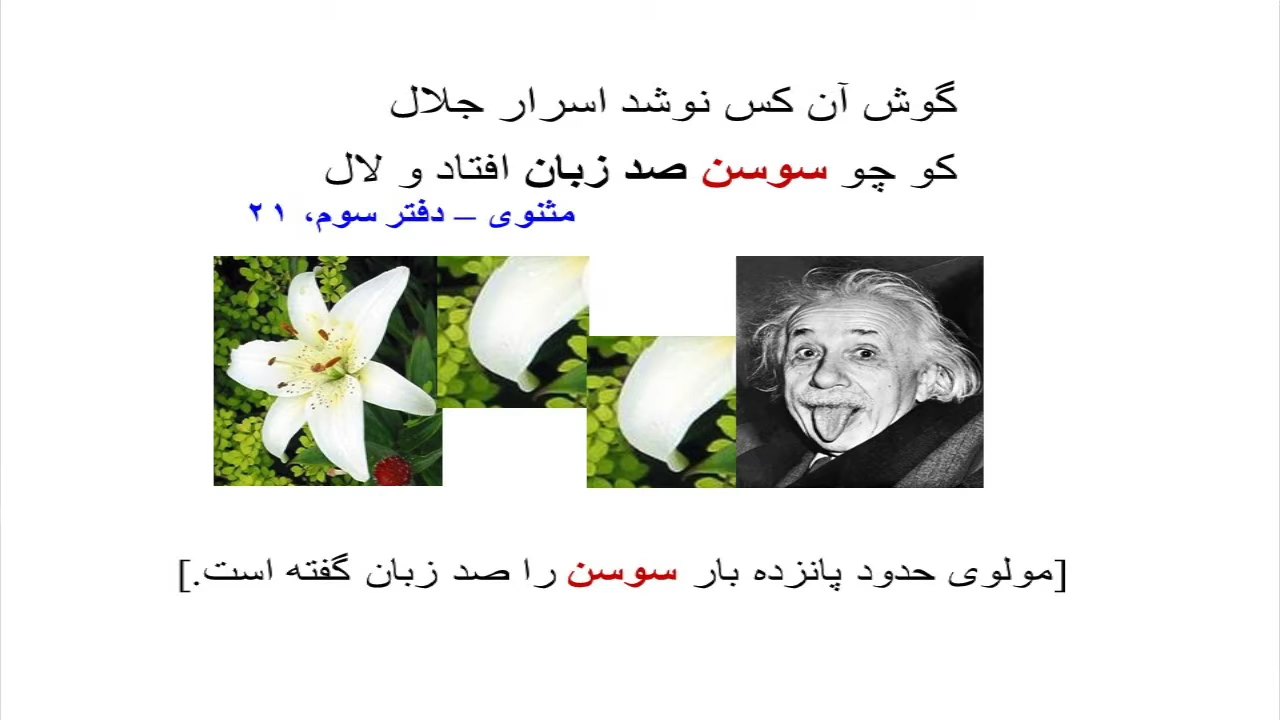 گوش آن کس نوشد اسرار جلال
کو چو سوسن صد زبان افتاد و لال
مثنوی – دفتر سوم، ۲۱
[مولوی حدود پانزده بار سوسن را صد زبان گفته است.]